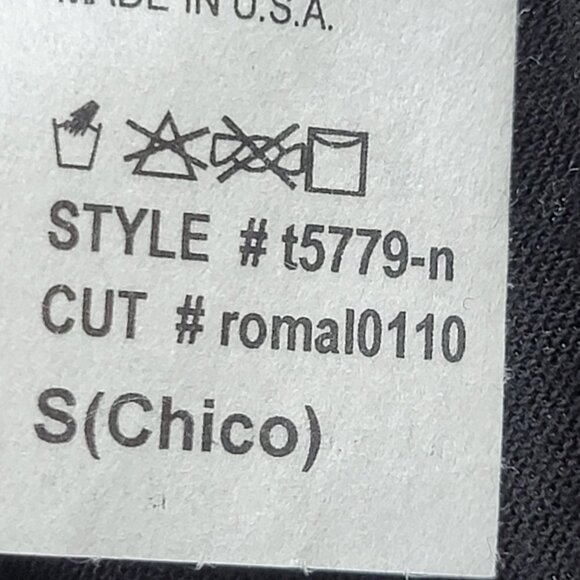 MADE IN U.S.A.
STYLE # t5779-n
CUT # romal0110
S(Chico)